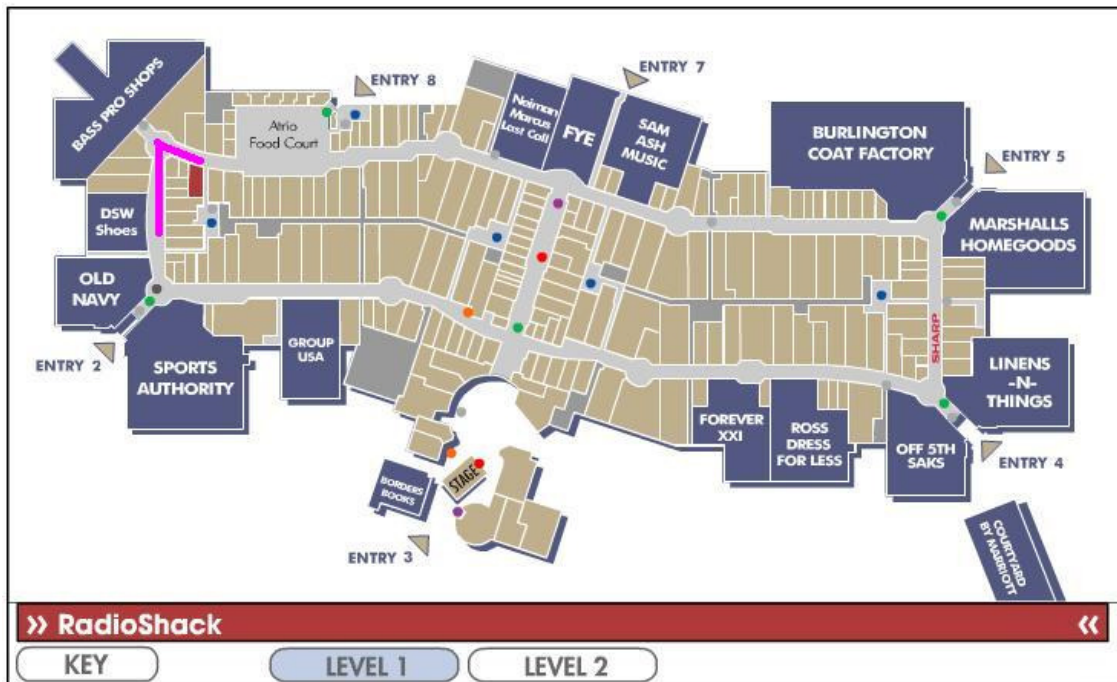 ENTRY 8
ENTRY 7
BASS PRO SHOPS
Atrio
Food Court
Neiman
Marcus
Last Call
FYE
SAM
ASH
MUSIC
BURLINGTON
COAT FACTORY
ENTRY 5
DSW
Shoes
MARSHALLS
HOMEGOODS
OLD
NAVY
ENTRY 2
SPORTS
AUTHORITY
GROUP
USA
SHARP
LINENS
-N-
THINGS
FOREVER
XXI
ROSS
DRESS
FOR LESS
OFF 5TH
SAKS
ENTRY 4
STAGE
BORDERS
BOOKS
ENTRY 3
COURTYARD
BY MARRIOTT
» RadioShack «
KEY
LEVEL 1
LEVEL 2